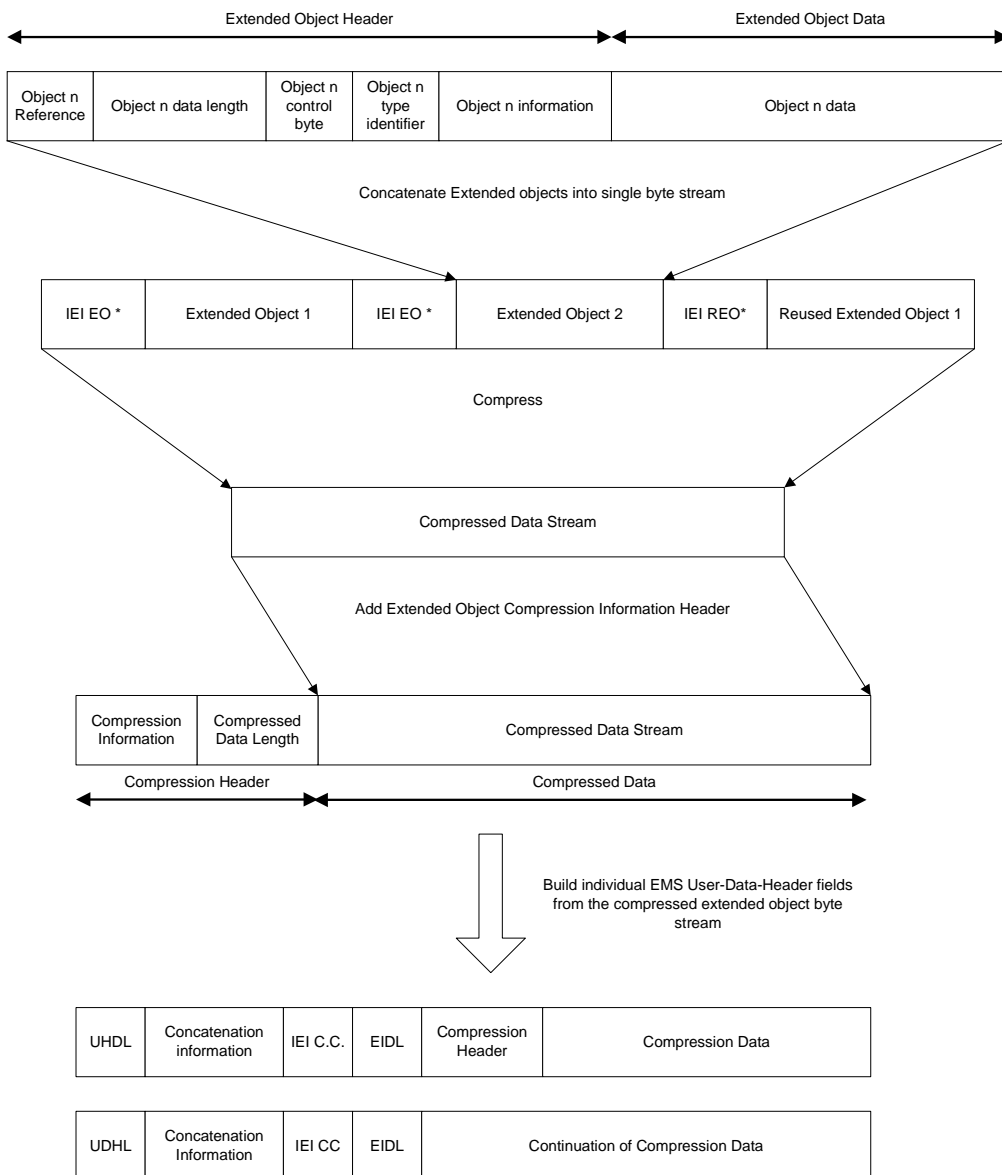 Extended Object Header
Extended Object Data
Object n Reference
Object n data length
Object n control byte
Object n type identifier
Object n information
Object n data
Concatenate Extended objects into single byte stream
IEI EO *
Extended Object 1
IEI EO *
Extended Object 2
IEI REO*
Reused Extended Object 1
Compress
Compressed Data Stream
Add Extended Object Compression Information Header
Compression Information
Compressed Data Length
Compressed Data Stream
Compression Header
Compressed Data
Build individual EMS User-Data-Header fields
from the compressed extended object byte
stream
UHDL
Concatenation information
IEI C.C.
EIDL
Compression Header
Compression Data
UDHL
Concatenation Information
IEI CC
EIDL
Continuation of Compression Data